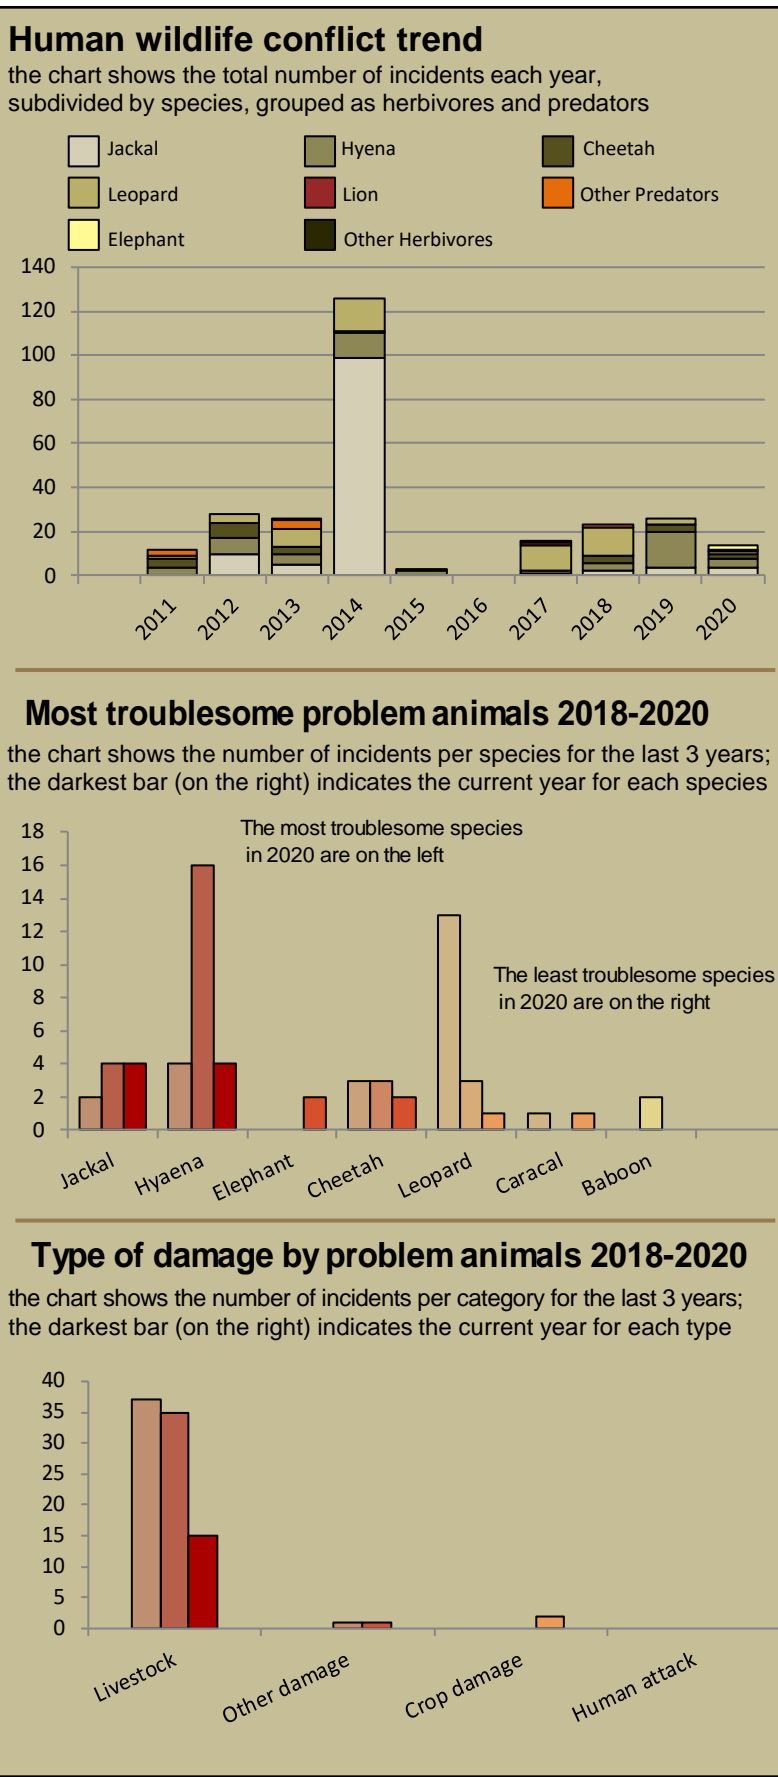 Human wildlife conflict trend
the chart shows the total number of incidents each year,
subdivided by species, grouped as herbivores and predators
Jackal Hyena Cheetah
Leopard Lion Other Predators
Elephant Other Herbivores
140
120
100
80
60
40
20
0
2011 2012 2013 2014 2015 2016 2017 2018 2019 2020
Most troublesome problem animals 2018-2020
the chart shows the number of incidents per species for the last 3 years;
the darkest bar (on the right) indicates the current year for each species
The most troublesome species
in 2020 are on the left
The least troublesome species
in 2020 are on the right
18
16
14
12
10
8
6
4
2
0
Jackal Hyaena Elephant Cheetah Leopard Caracal Baboon
Type of damage by problem animals 2018-2020
the chart shows the number of incidents per category for the last 3 years;
the darkest bar (on the right) indicates the current year for each type
40
35
30
25
20
15
10
5
0
Livestock Other damage Crop damage Human attack